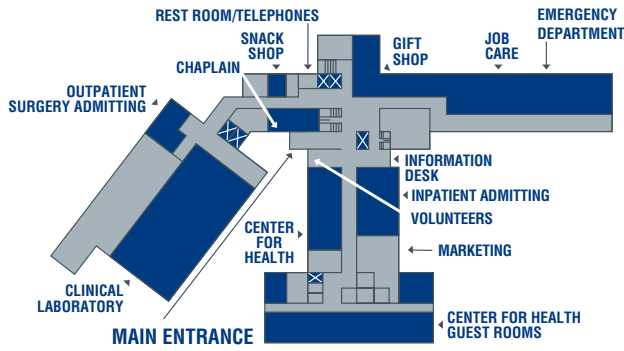 REST ROOM/TELEPHONES
SNACK
SHOP
CHAPLAIN
GIFT
SHOP
JOB
CARE
EMERGENCY
DEPARTMENT
OUTPATIENT
SURGERY ADMITTING
INFORMATION
DESK
INPATIENT ADMITTING
VOLUNTEERS
CENTER
FOR
HEALTH
MARKETING
CLINICAL
LABORATORY
MAIN ENTRANCE
CENTER FOR HEALTH
GUEST ROOMS